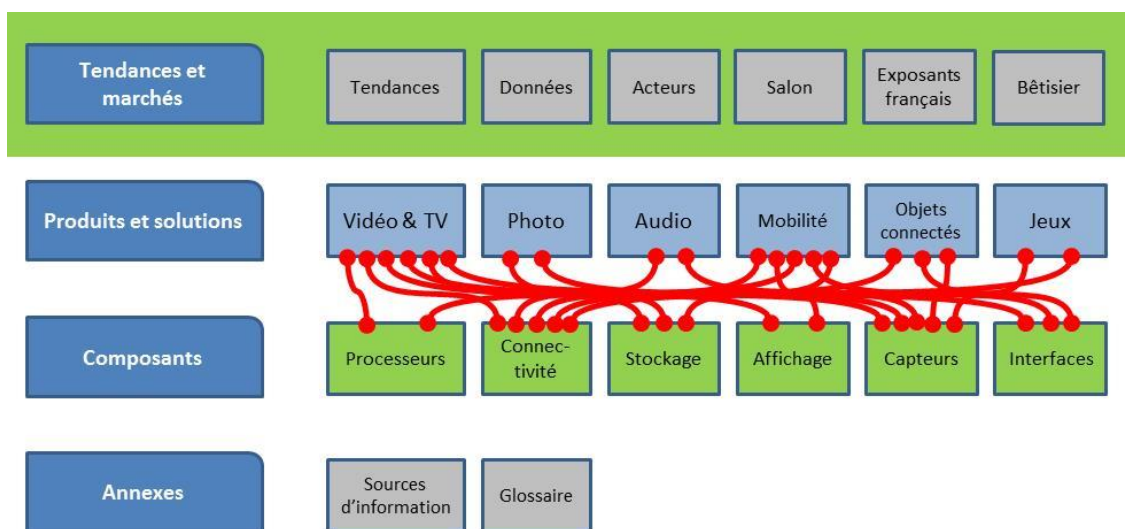 Tendances et
marchés
Tendances
Données
Acteurs
Salon
Exposants
français
Bêtisier
Produits et solutions
Vidéo & TV
Photo
Audio
Mobilité
Objets
connectés
Jeux
Composants
Processeurs
Connec-
tivité
Stockage
Affichage
Capteurs
Interfaces
Annexes
Sources
d’information
Glossaire